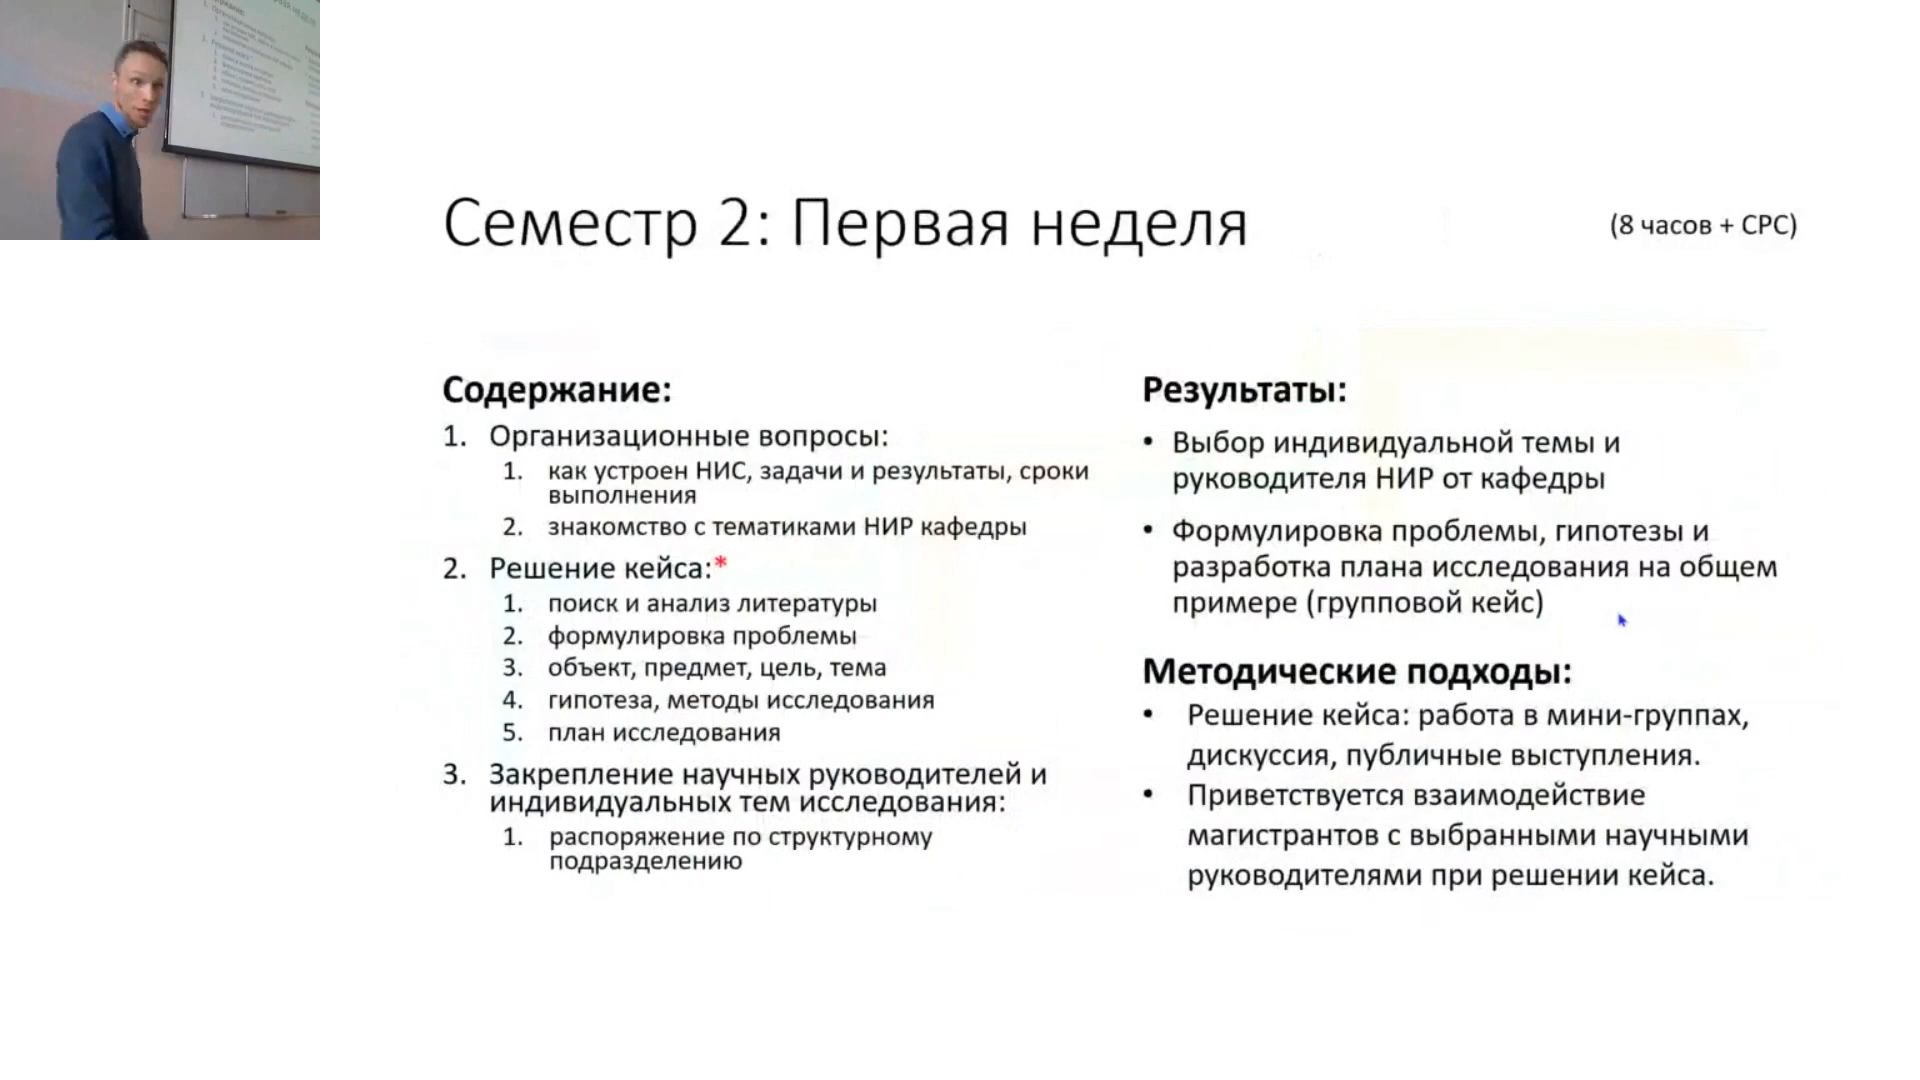 Семестр 2: Первая неделя
(8 часов + СРС)
Содержание:
1. Организационные вопросы:
1. как устроен НИС, задачи и результаты, сроки
выполнения
2. знакомство с тематиками НИР кафедры
2. Решение кейса:*
1. поиск и анализ литературы
2. формулировка проблемы
3. объект, предмет, цель, тема
4. гипотеза, методы исследования
5. план исследования
3. Закрепление научных руководителей и
индивидуальных тем исследования:
1. распоряжение по структурному
подразделению
Результаты:
• Выбор индивидуальной темы и
руководителя НИР от кафедры
• Формулировка проблемы, гипотезы и
разработка плана исследования на общем
примере (групповой кейс)
Методические подходы:
• Решение кейса: работа в мини-группах,
дискуссия, публичные выступления.
• Приветствуется взаимодействие
магистрантов с выбранными научными
руководителями при решении кейса.